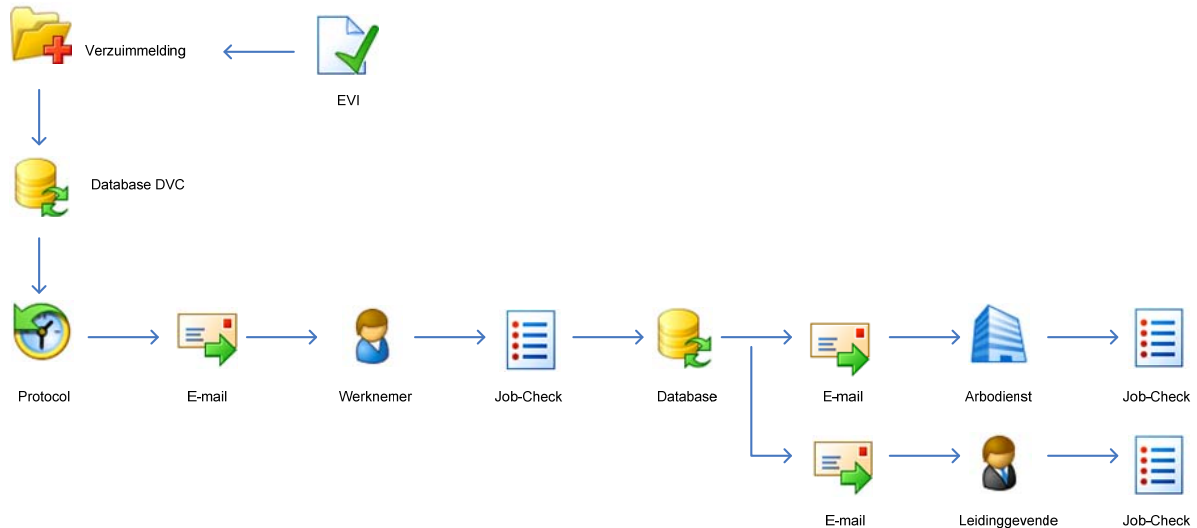 Verzuimmelding
EVI
Database DVC
Protocol
E-mail
Werknemer
Job-Check
Database
E-mail
Arbodienst
Job-Check
E-mail
Leidinggevende
Job-Check